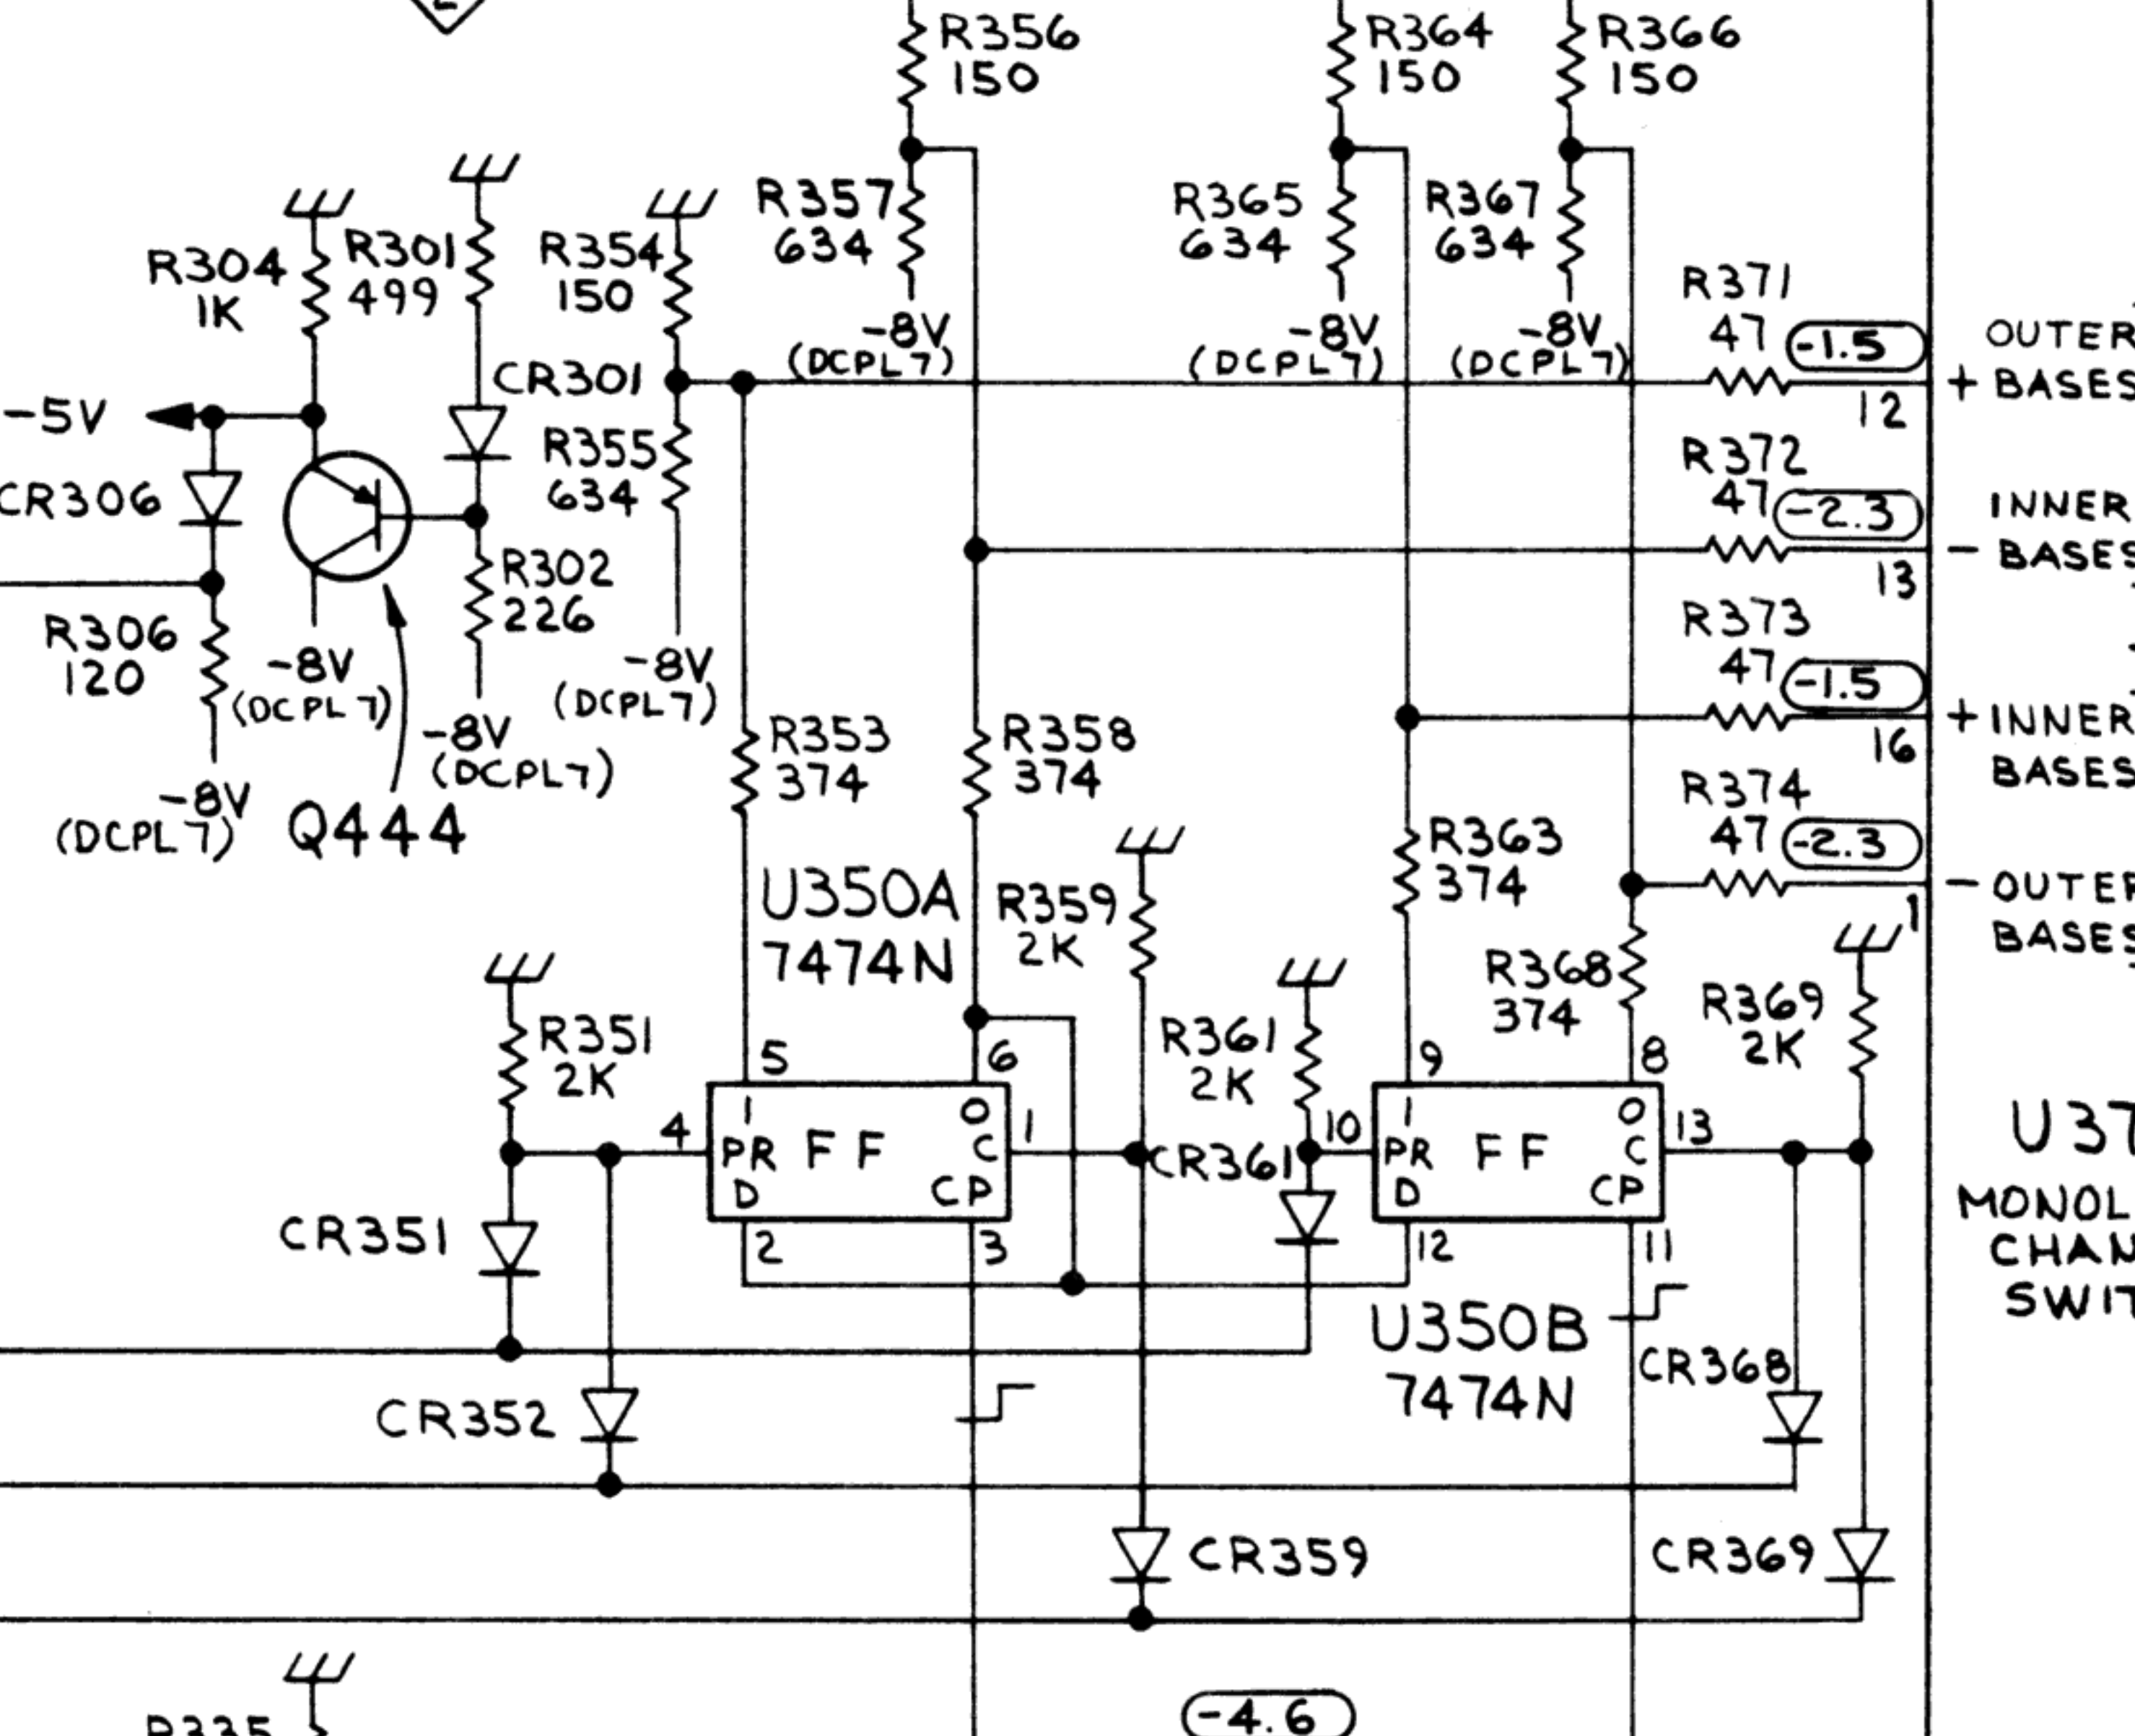 R356
150
R364
150
R366
150
R357
634
R365
634
R367
634
R304
1K
R301
499
R354
150
-8V
(DCPL7)
-8V
(DCPL7)
-8V
(DCPL7)
R371
47
-1.5
12
OUTER
+ BASES
-5V
CR301
CR306
R355
634
R372
47
-2.3
13
INNER
- BASES
R302
226
R306
120
-8V
(DCPL7)
-8V
(DCPL7)
-8V
(DCPL7)
-8V
(DCPL7)
Q444
R373
47
-1.5
16
+ INNER
BASES
R353
374
R358
374
R374
47
-2.3
1
- OUTER
BASES
U350A
7474N
R359
2K
R363
374
R368
374
R369
2K
R351
2K
R361
2K
5
6
9
8
4
1
O
PR
FF
C
D
CP
1
2
3
CR361
10
1
O
PR
FF
C
D
CP
13
12
11
U37
MONOL
CHAN
SWIT
CR351
U350B
7474N
CR352
CR368
CR359
CR369
-4.6
R335